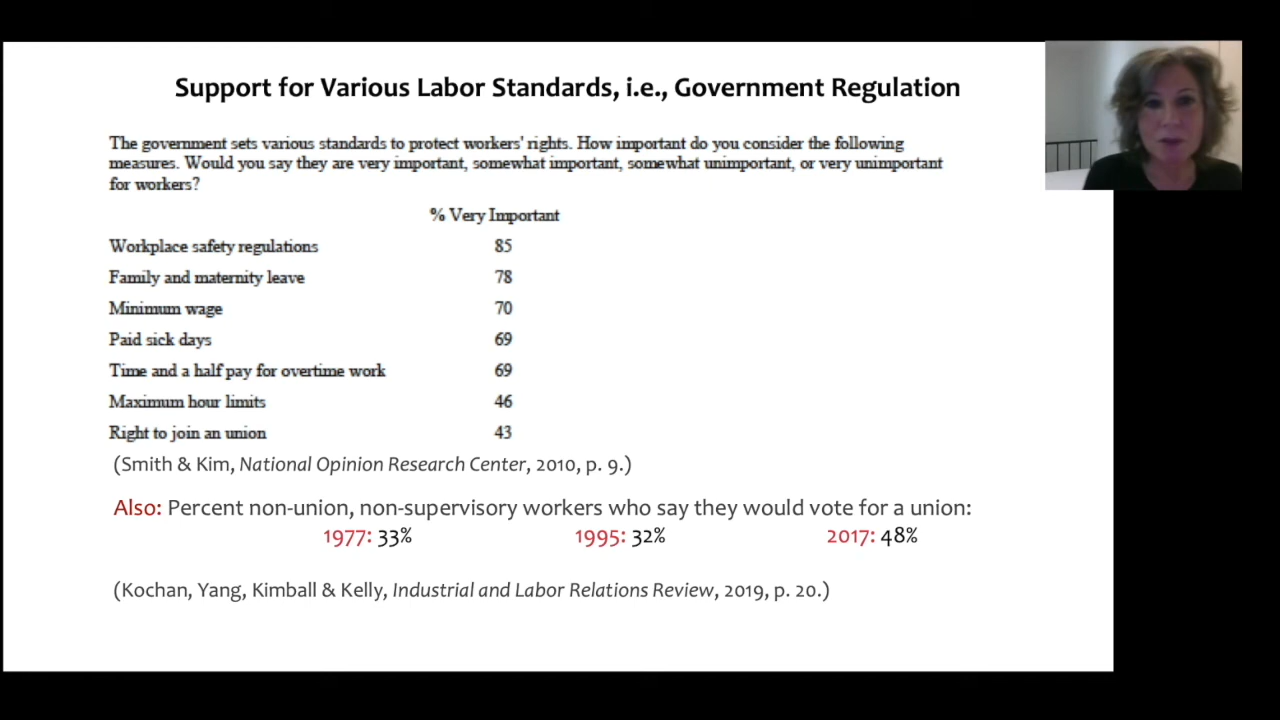 Support for Various Labor Standards, i.e., Government Regulation
The government sets various standards to protect workers' rights. How important do you consider the following
measures. Would you say they are very important, somewhat important, somewhat unimportant, or very unimportant
for workers?
% Very Important
Workplace safety regulations 85
Family and maternity leave 78
Minimum wage 70
Paid sick days 69
Time and a half pay for overtime work 69
Maximum hour limits 46
Right to join an union 43
(Smith & Kim, National Opinion Research Center, 2010, p. 9.)
Also: Percent non-union, non-supervisory workers who say they would vote for a union:
1977: 33% 1995: 32% 2017: 48%
(Kochan, Yang, Kimball & Kelly, Industrial and Labor Relations Review, 2019, p. 20.)